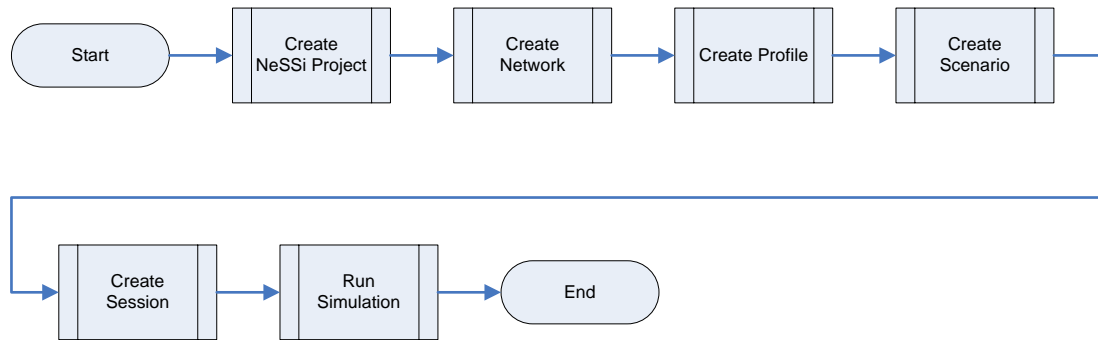 Start
Create
NeSSi Project
Create
Network
Create Profile
Create
Scenario
Create
Session
Run
Simulation
End